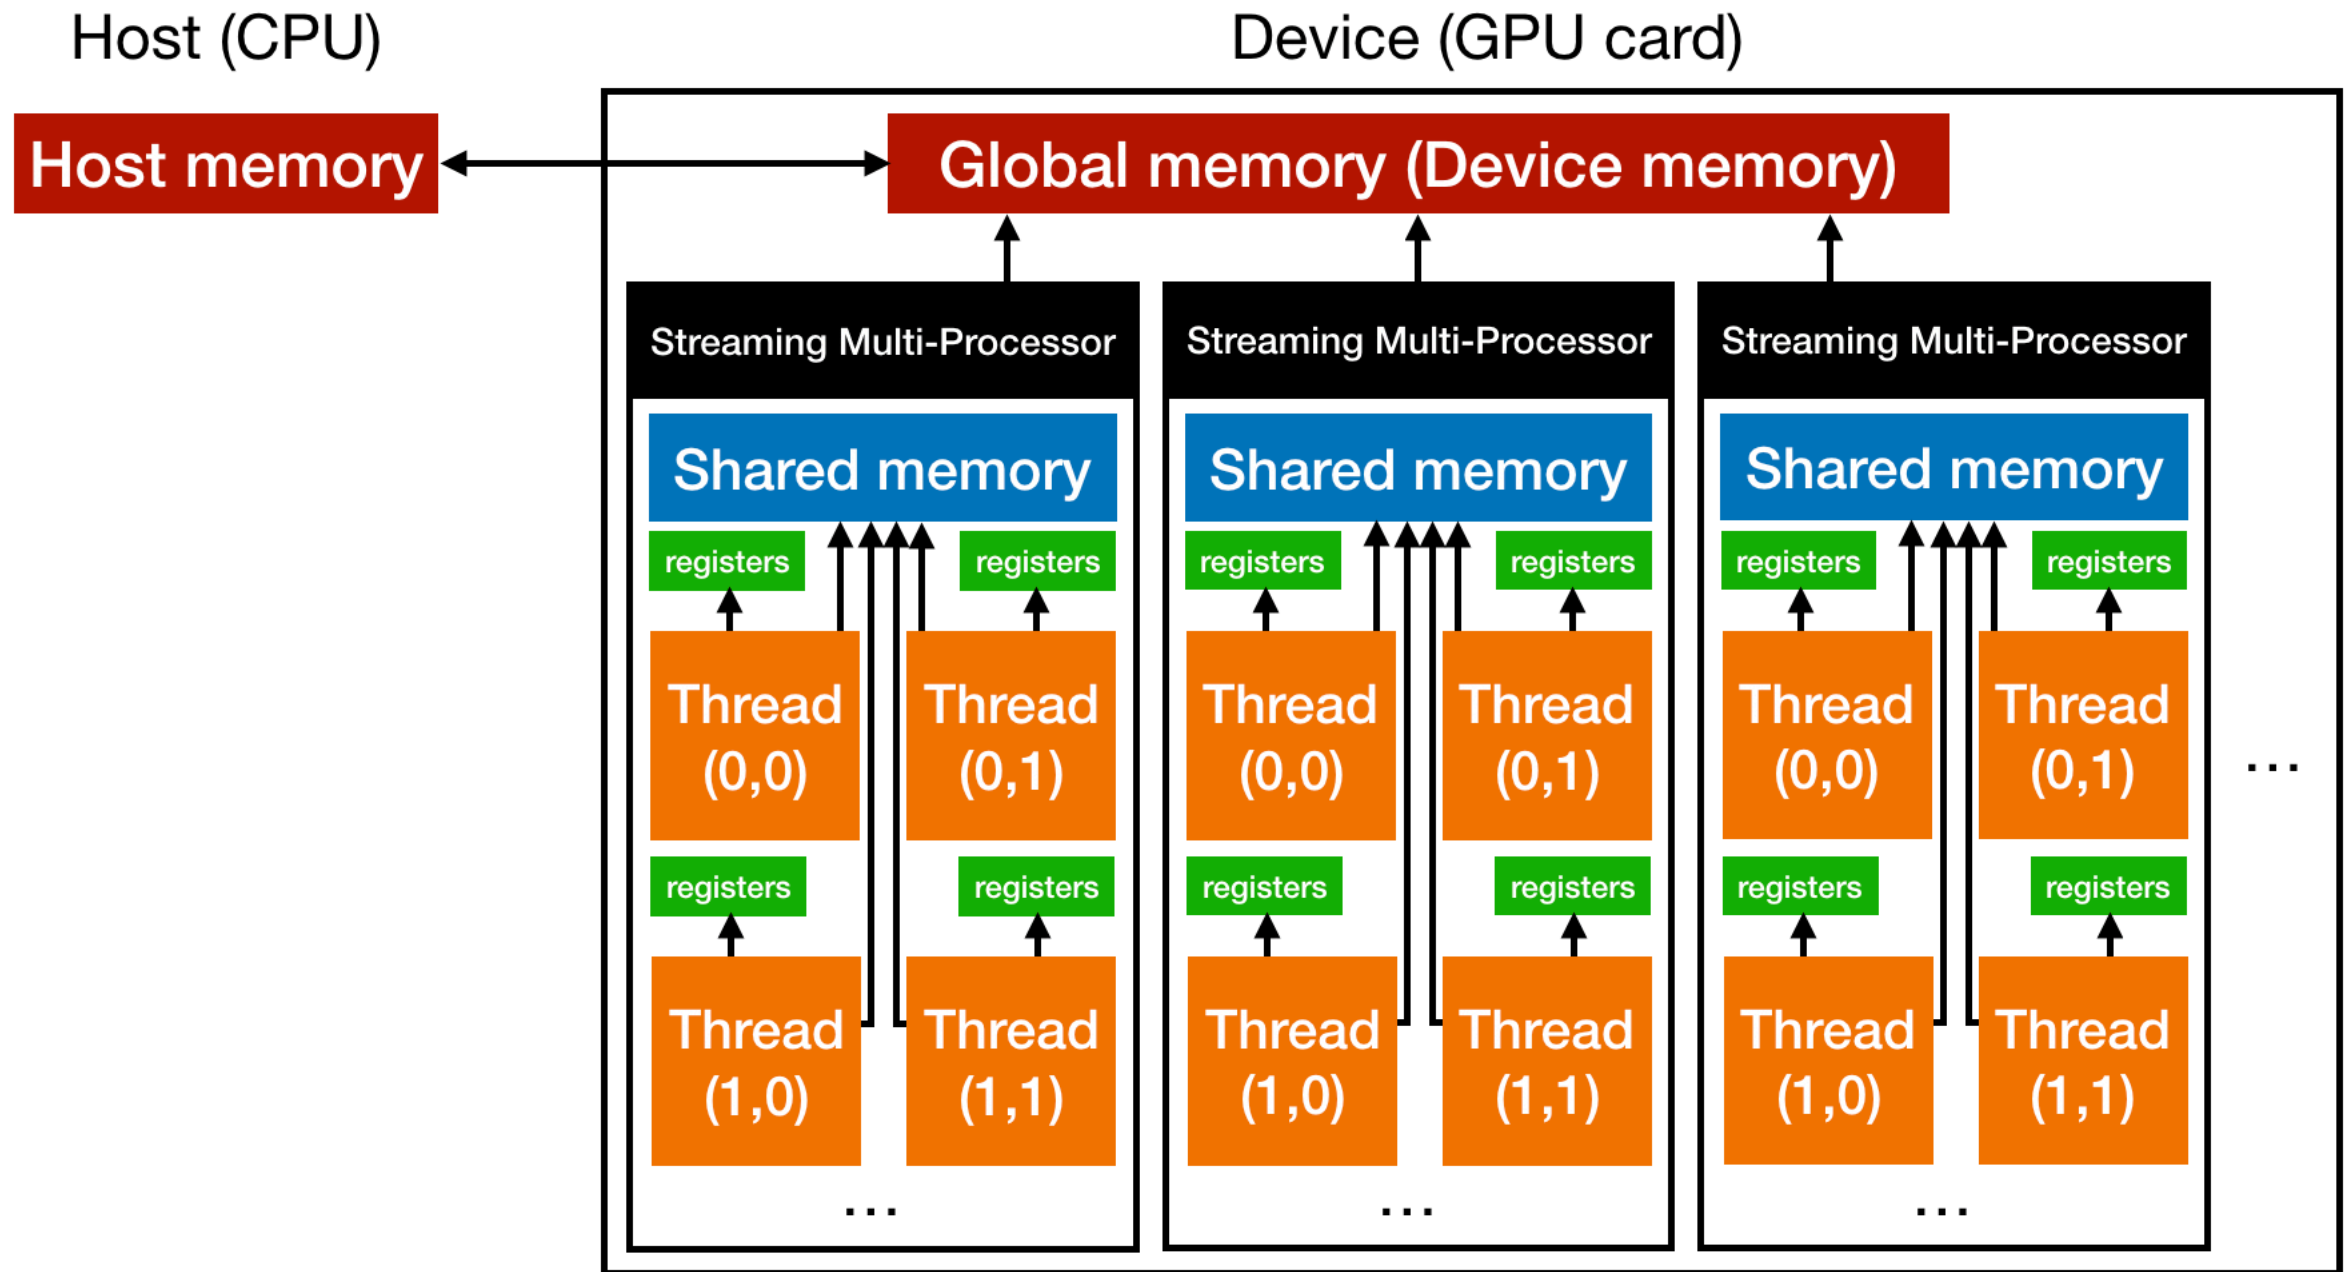 Host (CPU)
Device (GPU card)
Host memory
Global memory (Device memory)
Streaming Multi-Processor
Shared memory
registers
registers
Thread
(0,0)
Thread
(0,1)
registers
registers
Thread
(1,0)
Thread
(1,1)
...
Streaming Multi-Processor
Shared memory
registers
registers
Thread
(0,0)
Thread
(0,1)
registers
registers
Thread
(1,0)
Thread
(1,1)
...
Streaming Multi-Processor
Shared memory
registers
registers
Thread
(0,0)
Thread
(0,1)
registers
registers
Thread
(1,0)
Thread
(1,1)
...
...